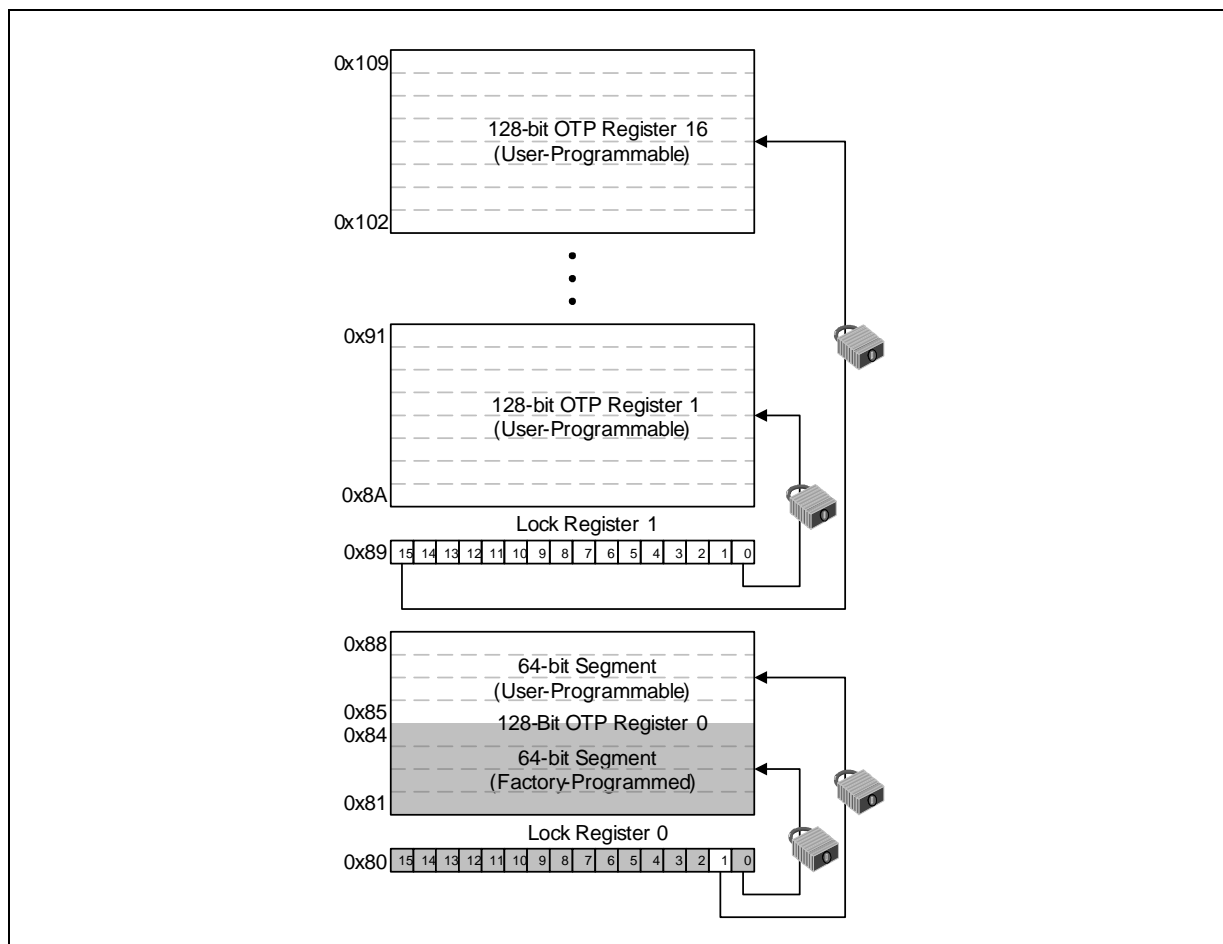 0x109
128-bit OTP Register 16
(User-Programmable)
0x102
0x91
128-bit OTP Register 1
(User-Programmable)
0x8A
Lock Register 1
0x89 15 14 13 12 11 10 9 8 7 6 5 4 3 2 1 0
0x88
64-bit Segment
(User-Programmable)
0x85
128-Bit OTP Register 0
0x84
64-bit Segment
(Factory-Programmed)
0x81
Lock Register 0
0x80 15 14 13 12 11 10 9 8 7 6 5 4 3 2 1 0